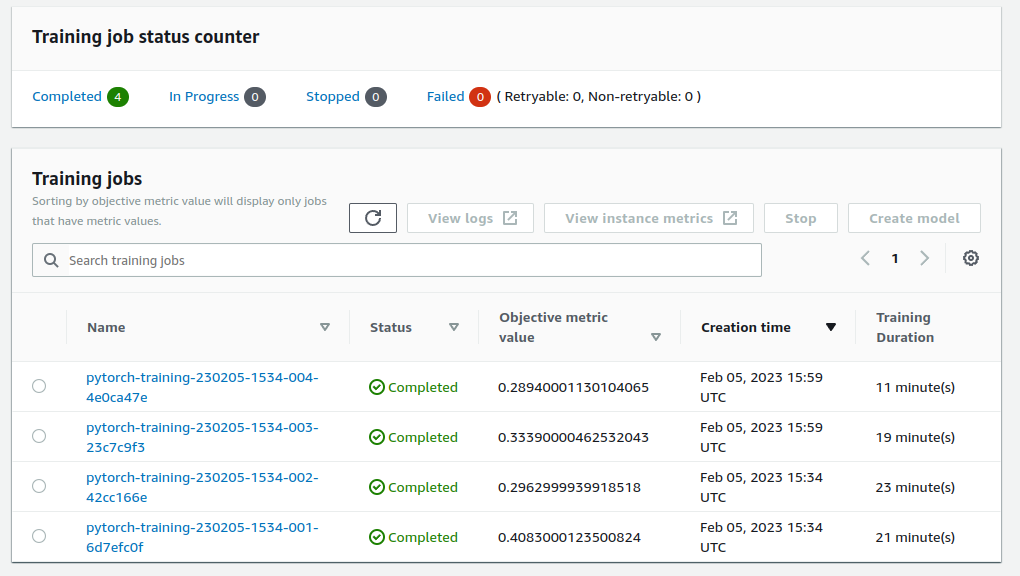 Training job status counter
Completed 4 In Progress 0 Stopped 0 Failed 0 ( Retryable: 0, Non-retryable: 0 )
Training jobs
Sorting by objective metric value will display only jobs
that have metric values.
View logs View instance metrics Stop Create model
Search training jobs
1
Name Status Objective metric value Creation time Training Duration
pytorch-training-230205-1534-004-
4e0ca47e
Completed 0.28940001130104065 Feb 05, 2023 15:59
UTC
11 minute(s)
pytorch-training-230205-1534-003-
23c7c9f3
Completed 0.33390000462532043 Feb 05, 2023 15:59
UTC
19 minute(s)
pytorch-training-230205-1534-002-
42cc166e
Completed 0.2962999939918518 Feb 05, 2023 15:34
UTC
23 minute(s)
pytorch-training-230205-1534-001-
6d7efc0f
Completed 0.4083000123500824 Feb 05, 2023 15:34
UTC
21 minute(s)